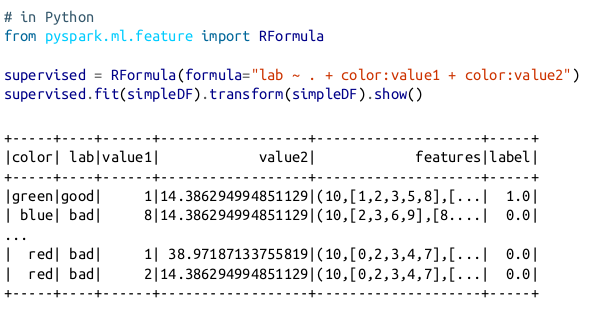 # in Python
from pyspark.ml.feature import RFormula
supervised = RFormula(formula="lab ~ . + color:value1 + color:value2")
supervised.fit(simpleDF).transform(simpleDF).show()
+-----+----+------+------------------+--------------------+-----+
|color| lab|value1|            value2|            features|label|
+-----+----+------+------------------+--------------------+-----+
|green|good|     1|14.386294994851129|(10,[1,2,3,5,8],[...|  1.0|
| blue| bad|     8|14.386294994851129|(10,[2,3,6,9],[8....|  0.0|
...
|  red| bad|     1| 38.97187133755819|(10,[0,2,3,4,7],[...|  0.0|
|  red| bad|     2|14.386294994851129|(10,[0,2,3,4,7],[...|  0.0|
+-----+----+------+------------------+--------------------+-----+